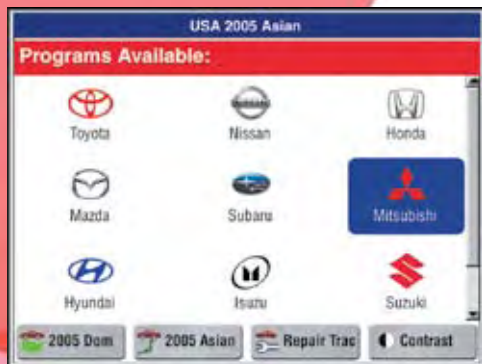 USA 2005 Asian
Programs Available:
Toyota
Nissan
Honda
Mazda
Subaru
Mitsubishi
Hyundai
Isuzu
Suzuki
2005 Dom
2005 Asian
Repair Trac
Contrast